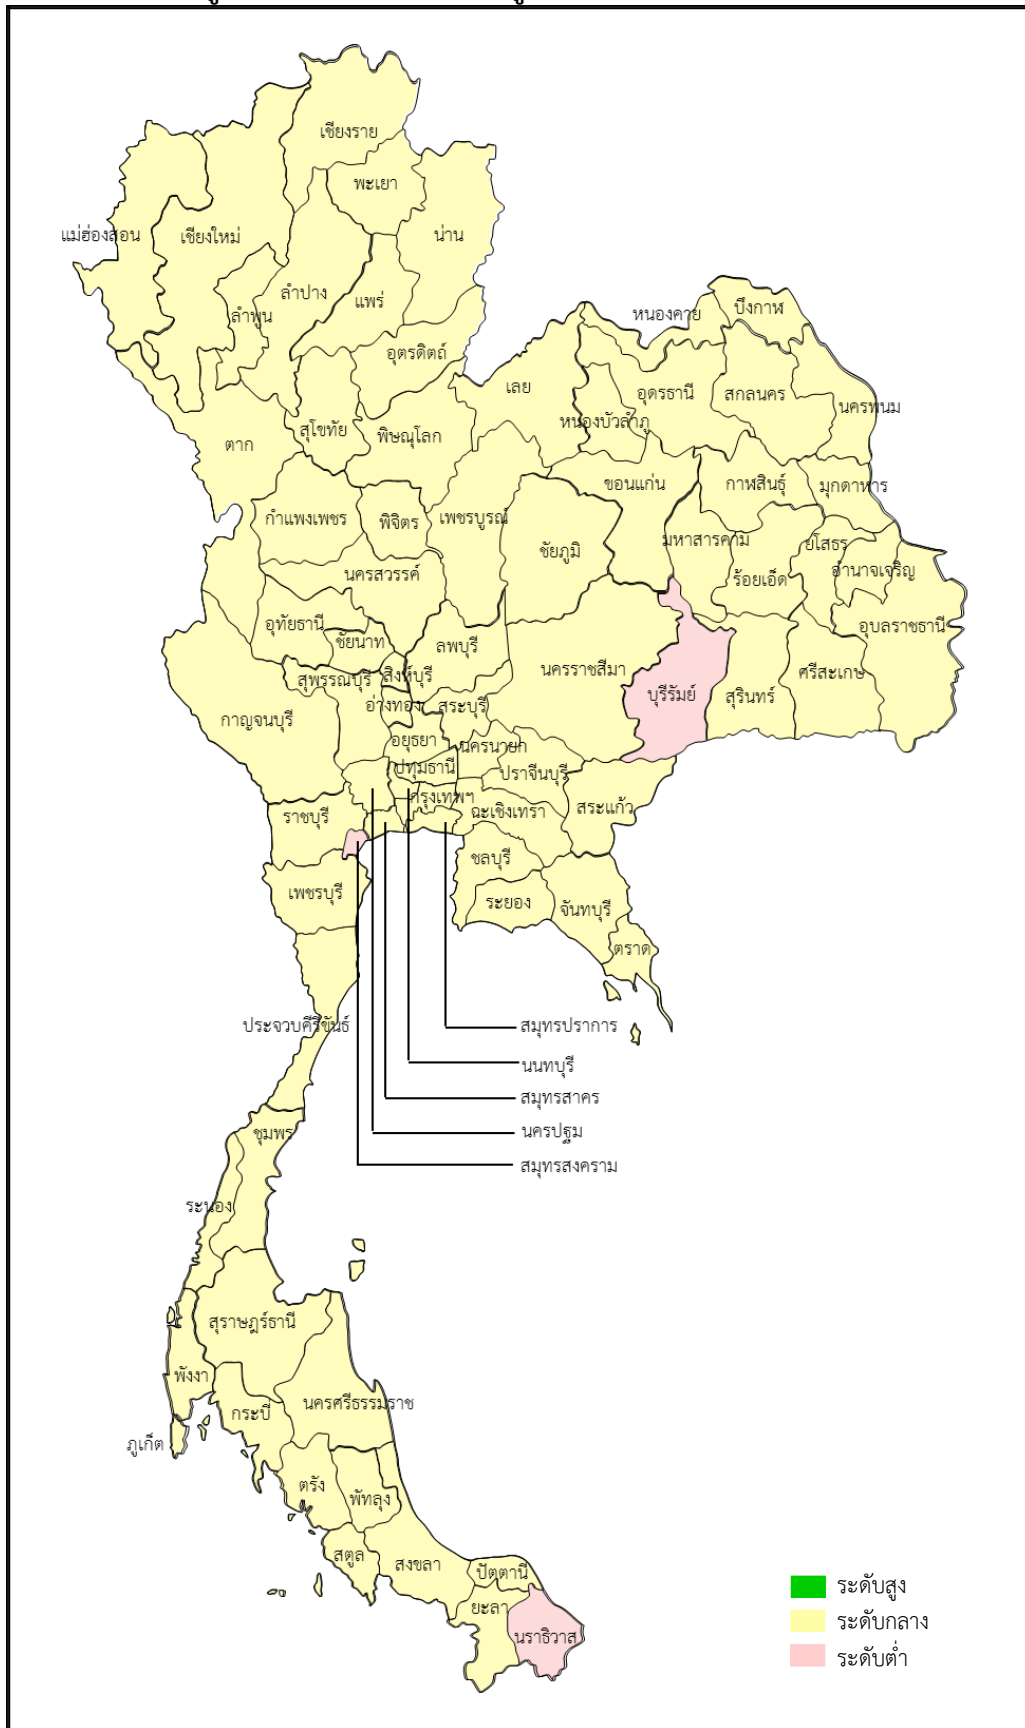 เชียงราย
พะเยา
แม่ฮ่องสอน
เชียงใหม่
น่าน
ลำปาง
แพร่
ลำพูน
อุตรดิตถ์
หนองคาย
บึงกาฬ
เลย
อุดรธานี
สกลนคร
นครพนม
หนองบัวลำภู
ตาก
สุโขทัย
พิษณุโลก
ขอนแก่น
กาฬสินธุ์
มุกดาหาร
กำแพงเพชร
พิจิตร
เพชรบูรณ์
ชัยภูมิ
มหาสารคาม
ยโสธร
ร้อยเอ็ด
อำนาจเจริญ
นครสวรรค์
อุทัยธานี
ชัยนาท
ลพบุรี
อุบลราชธานี
นครราชสีมา
ศรีสะเกษ
สุพรรณบุรี
สิงห์บุรี
บุรีรัมย์
สุรินทร์
กาญจนบุรี
อ่างทอง
สระบุรี
อยุธยา
นครนายก
ปทุมธานี
ปราจีนบุรี
กรุงเทพฯ
ราชบุรี
ฉะเชิงเทรา
สระแก้ว
ชลบุรี
เพชรบุรี
ระยอง
จันทบุรี
ตราด
ประจวบคีรีขันธ์
สมุทรปราการ
นนทบุรี
สมุทรสาคร
นครปฐม
สมุทรสงคราม
ชุมพร
ระนอง
สุราษฎร์ธานี
พังงา
นครศรีธรรมราช
กระบี่
ภูเก็ต
ตรัง
พัทลุง
สตูล
สงขลา
ปัตตานี
ยะลา
นราธิวาส
ระดับสูง
ระดับกลาง
ระดับต่ำ